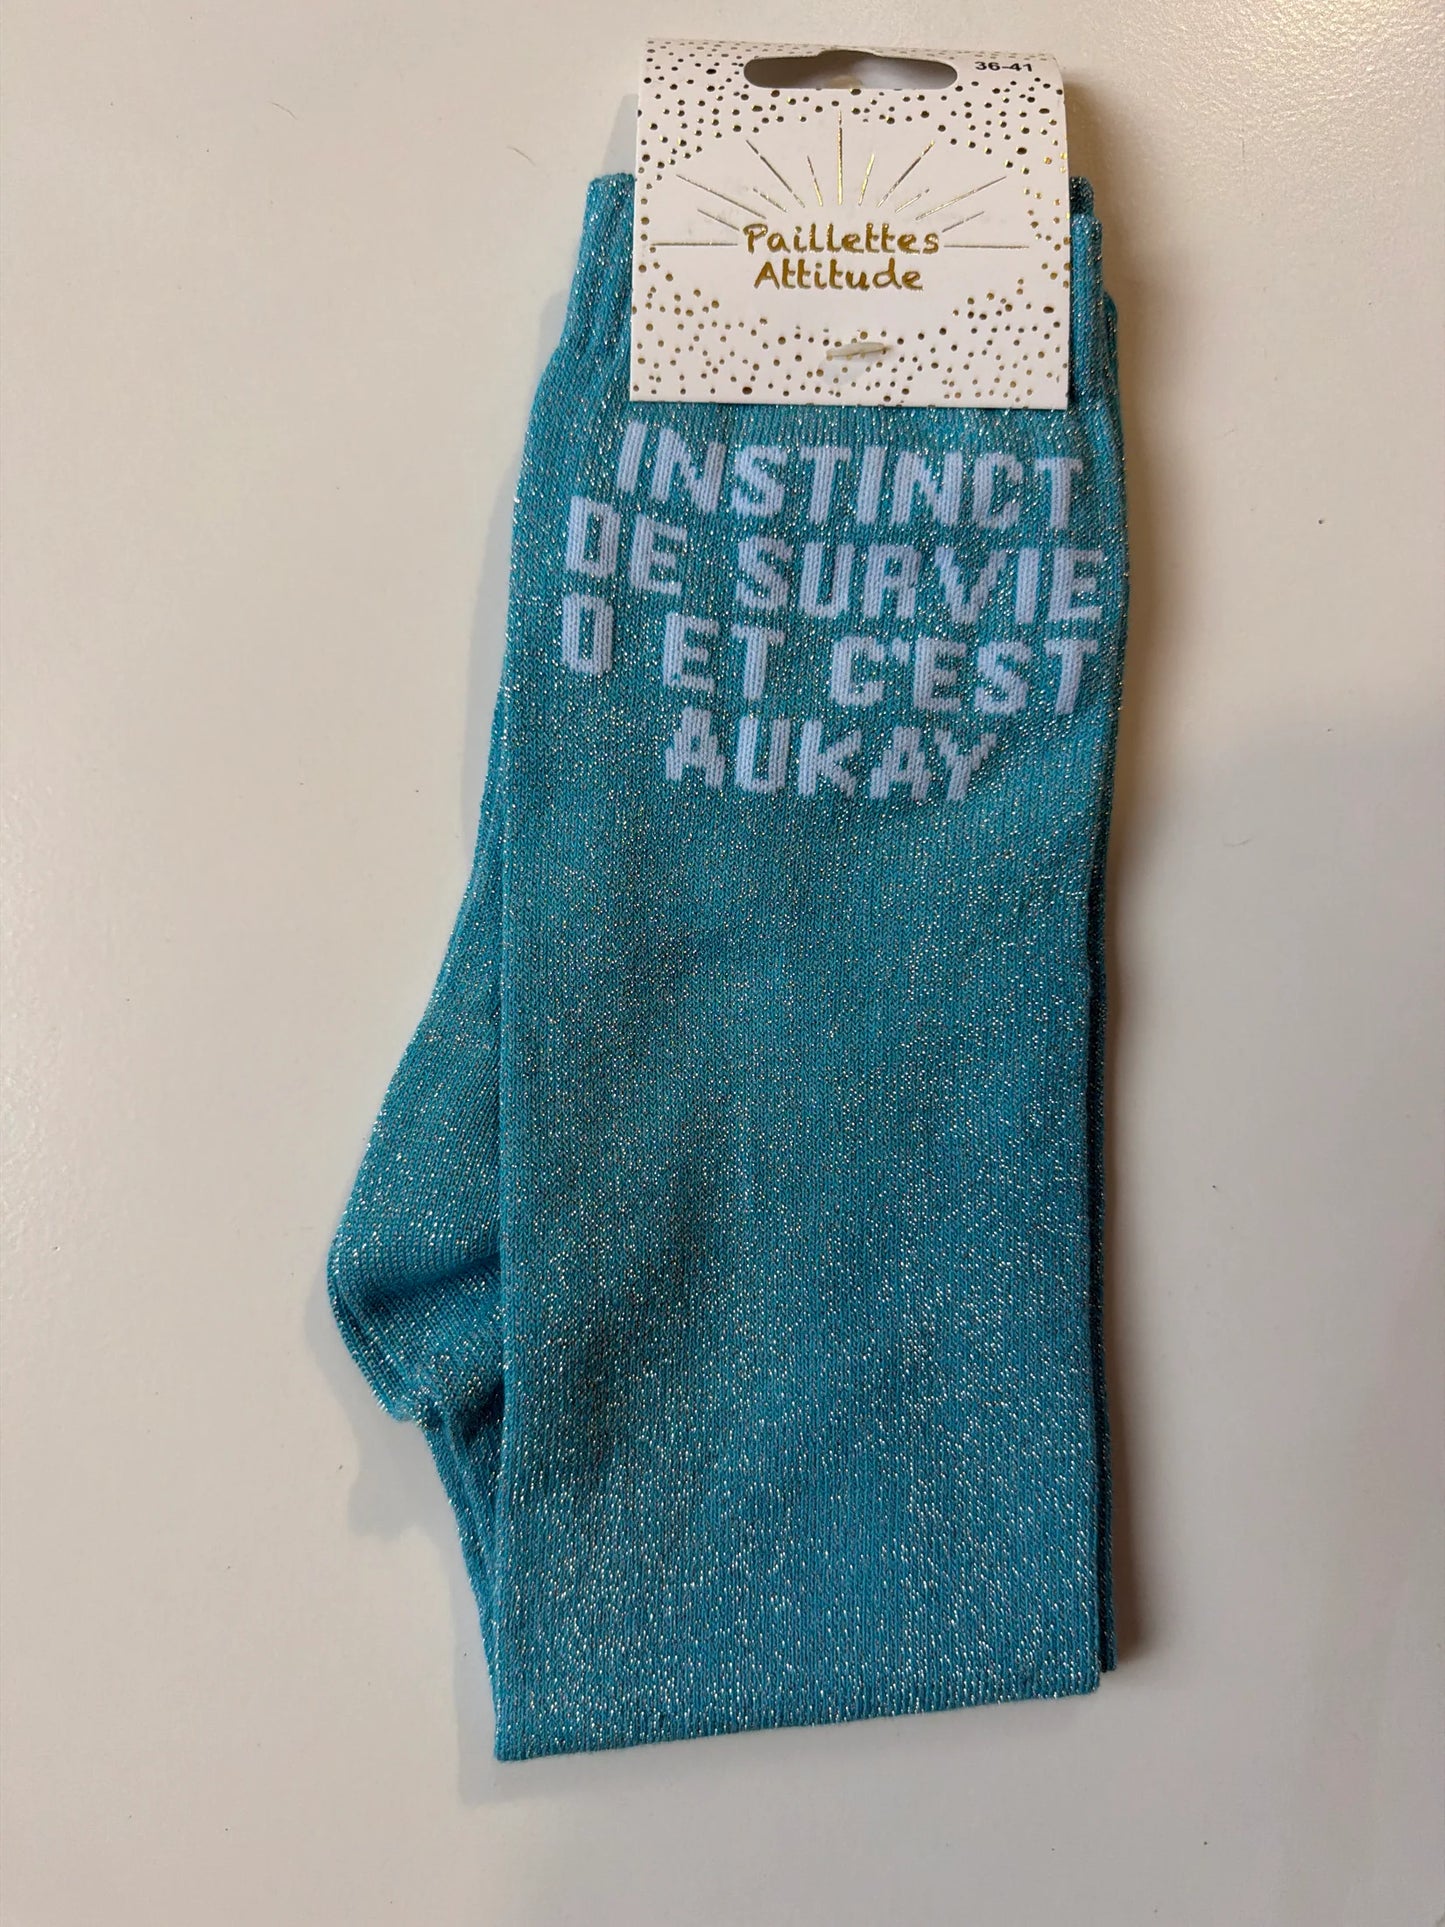 36-41
Paillettes
Attitude
INSTINCT
DE SURVIE
0 ET C'EST
AUKAY